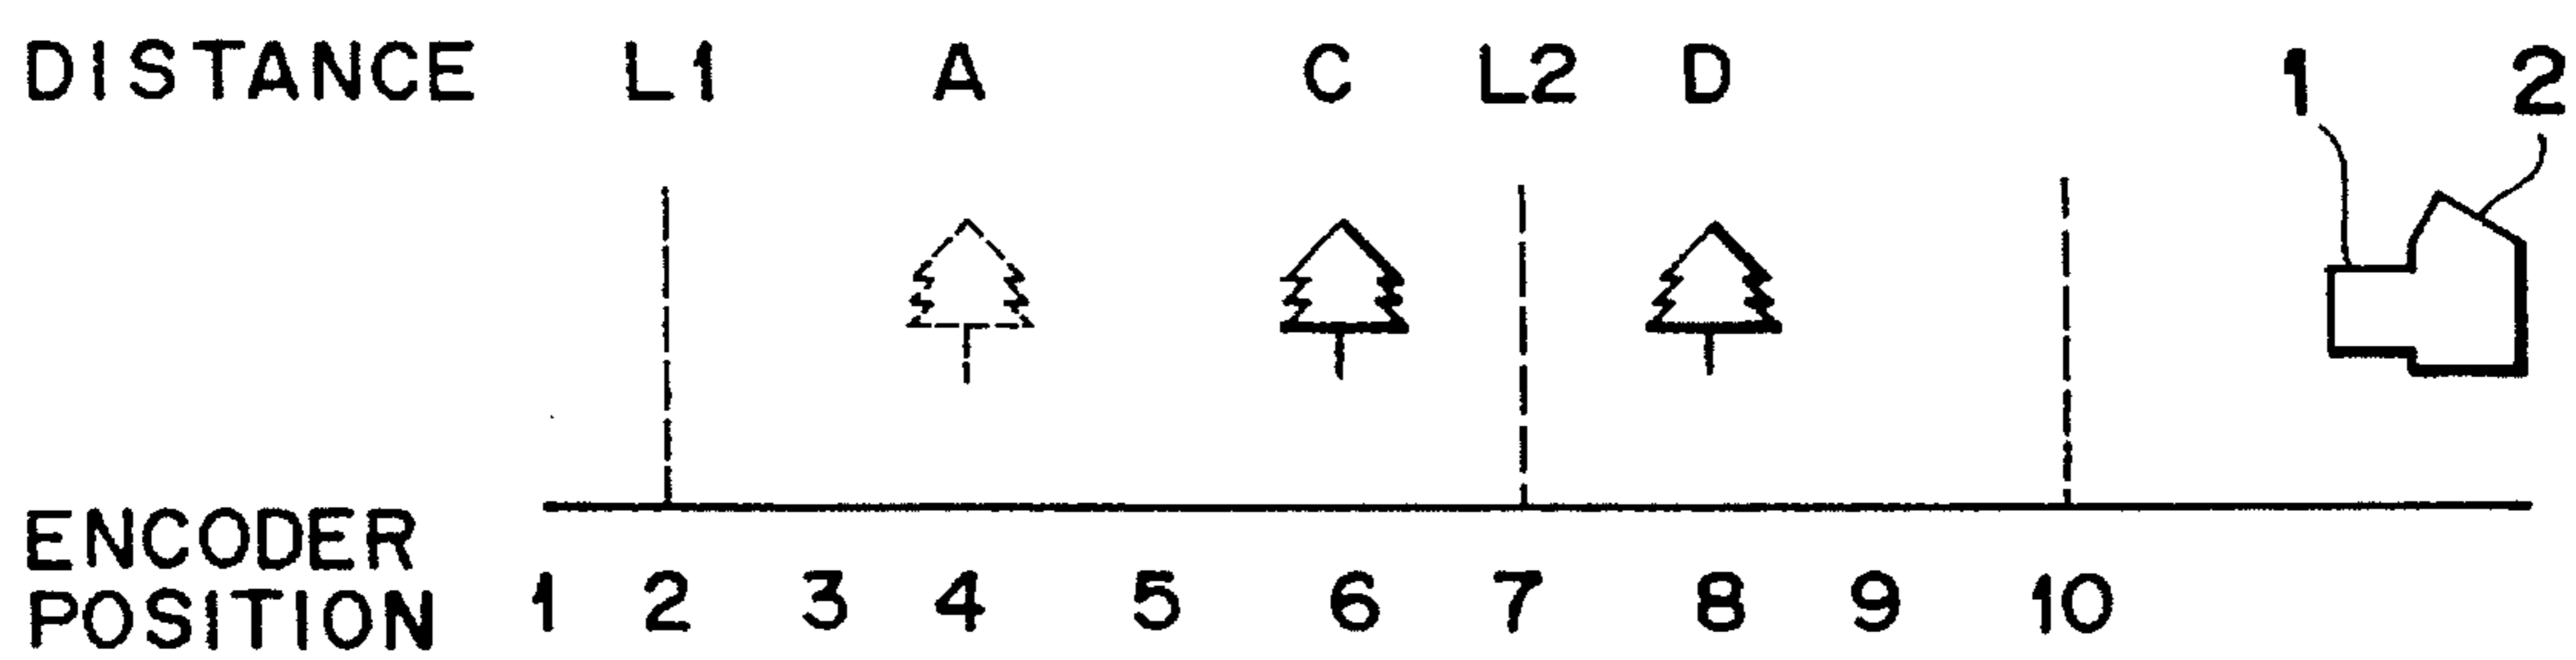 DISTANCE L1 A C L2 D 1 2
ENCODER
POSITION 1 2 3 4 5 6 7 8 9 10